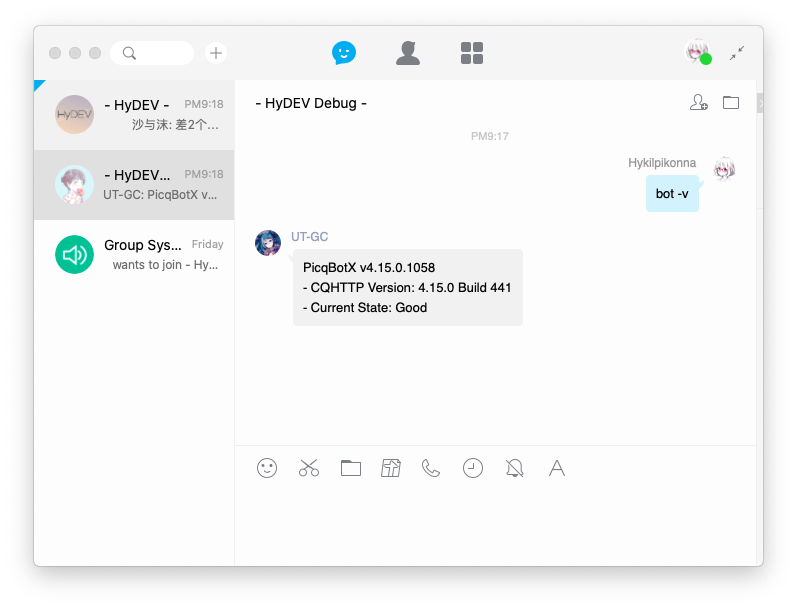 - HyDEV -
PM9:18
沙与沫: 差2个...
- HyDEV...
PM9:18
UT-GC: PicqBotX v...
Group Sys...
Friday
wants to join - Hy...
HyDEV
- HyDEV Debug -
PM9:17
Hykilpikonna
bot -v
UT-GC
PicqBotX v4.15.0.1058
- CQHTTP Version: 4.15.0 Build 441
- Current State: Good